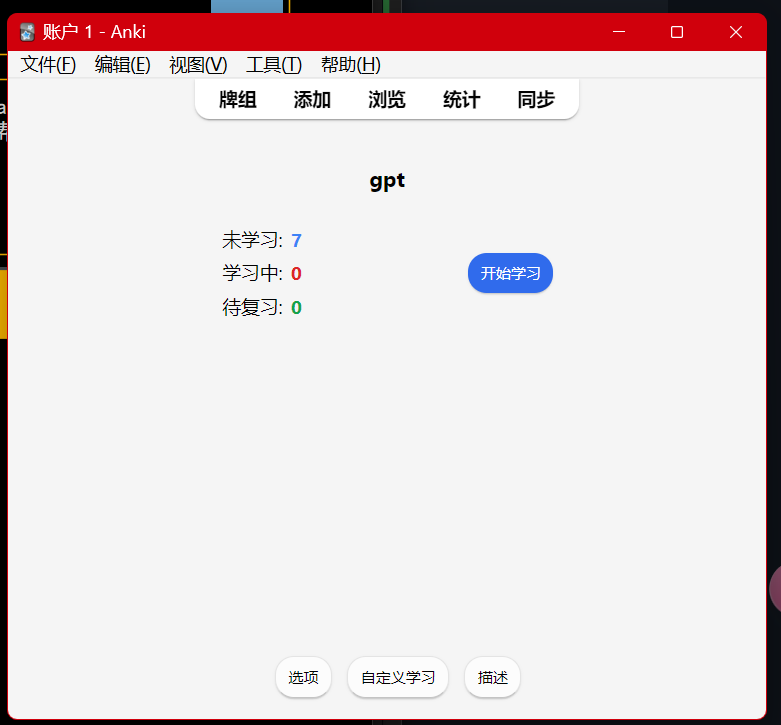 账户 1 - Anki
文件(F) 编辑(E) 视图(V) 工具(T) 帮助(H)
牌组 添加 浏览 统计 同步
gpt
未学习: 7
学习中: 0
待复习: 0
开始学习
选项 自定义学习 描述